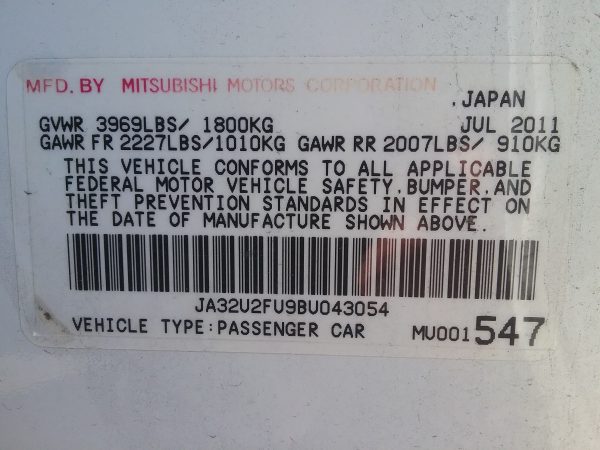 MFD. BY MITSUBISHI MOTORS CORPORATION
.JAPAN
GVWR 3969LBS/ 1800KG JUL 2011
GAWR FR 2227LBS/1010KG GAWR RR 2007LBS/ 910KG
THIS VEHICLE CONFORMS TO ALL APPLICABLE
FEDERAL MOTOR VEHICLE SAFETY.BUMPER.AND
THEFT PREVENTION STANDARDS IN EFFECT ON
THE DATE OF MANUFACTURE SHOWN ABOVE.
JA32U2FU9BU043054
VEHICLE TYPE:PASSENGER CAR MU001547